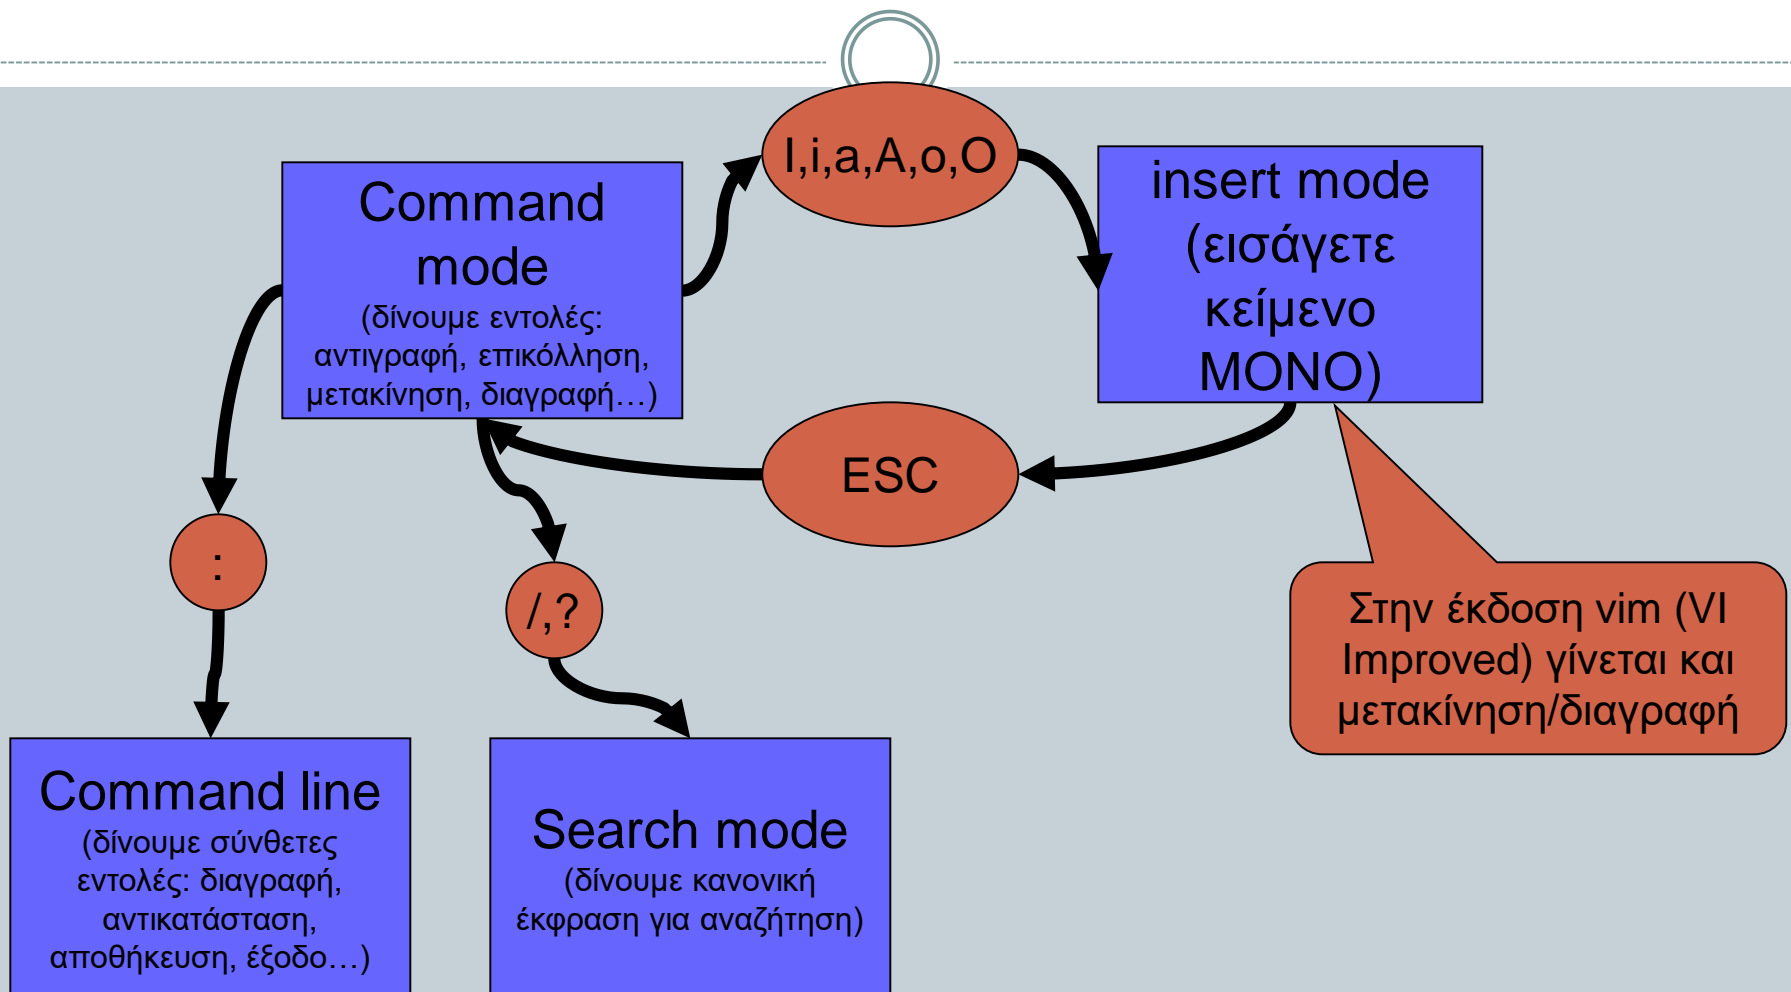 Command
mode
(δίνουμε εντολές:
αντιγραφή, επικόλληση,
μετακίνηση, διαγραφή…)
I,i,a,A,o,O
insert mode
(εισάγετε
κείμενο
ΜΟΝΟ)
ESC
:
/,?
Στην έκδοση vim (VI
Improved) γίνεται και
μετακίνηση/διαγραφή
Command line
(δίνουμε σύνθετες
εντολές: διαγραφή,
αντικατάσταση,
αποθήκευση, έξοδο…)
Search mode
(δίνουμε κανονική
έκφραση για αναζήτηση)